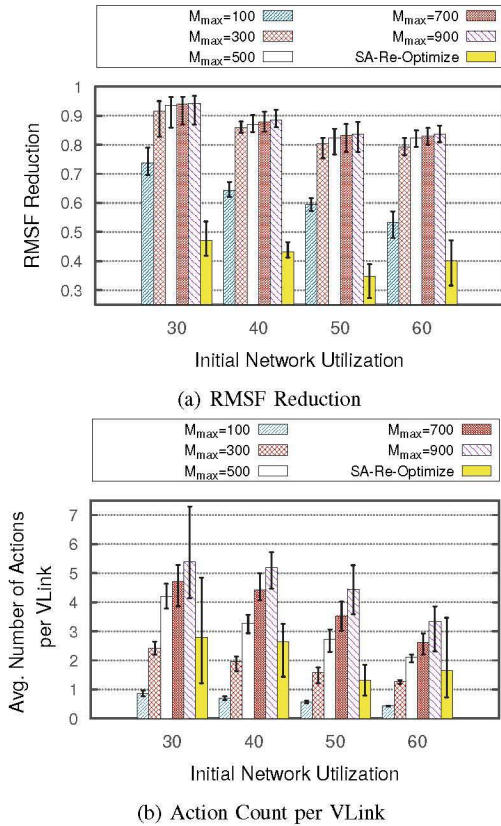 M_max=100 M_max=700
M_max=300 M_max=900
M_max=500 SA-Re-Optimize
RMSF Reduction
1
0.9
0.8
0.7
0.6
0.5
0.4
0.3
30 40 50 60
Initial Network Utilization
(a) RMSF Reduction
M_max=100 M_max=700
M_max=300 M_max=900
M_max=500 SA-Re-Optimize
Avg. Number of Actions
per VLink
7
6
5
4
3
2
1
0
30 40 50 60
Initial Network Utilization
(b) Action Count per VLink